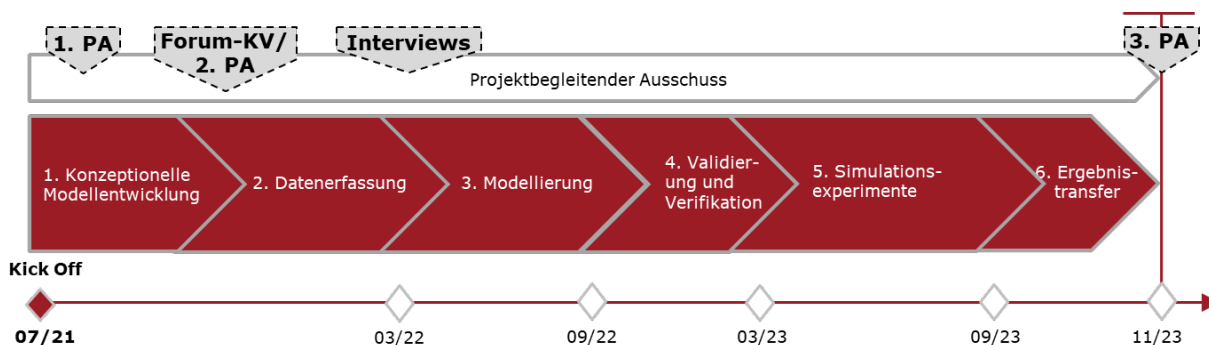 1. PA
Forum-KV/
2. PA
Interviews
3. PA
Projektbegleitender Ausschuss
1. Konzeptionelle
Modellentwicklung
2. Datenerfassung
3. Modellierung
4. Validier-
ung und
Verifikation
5. Simulations-
experimente
6. Ergebnis-
transfer
Kick Off
07/21
03/22
09/22
03/23
09/23
11/23